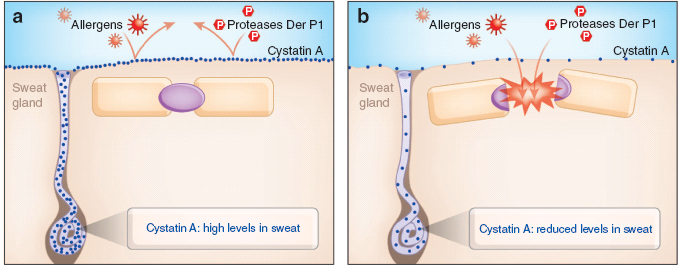 a
Allergens
P
P Proteases Der P1
P
Cystatin A
Sweat
gland
Cystatin A: high levels in sweat
b
Allergens
P
P Proteases Der P1
P
Cystatin A
Sweat
gland
Cystatin A: reduced levels in sweat